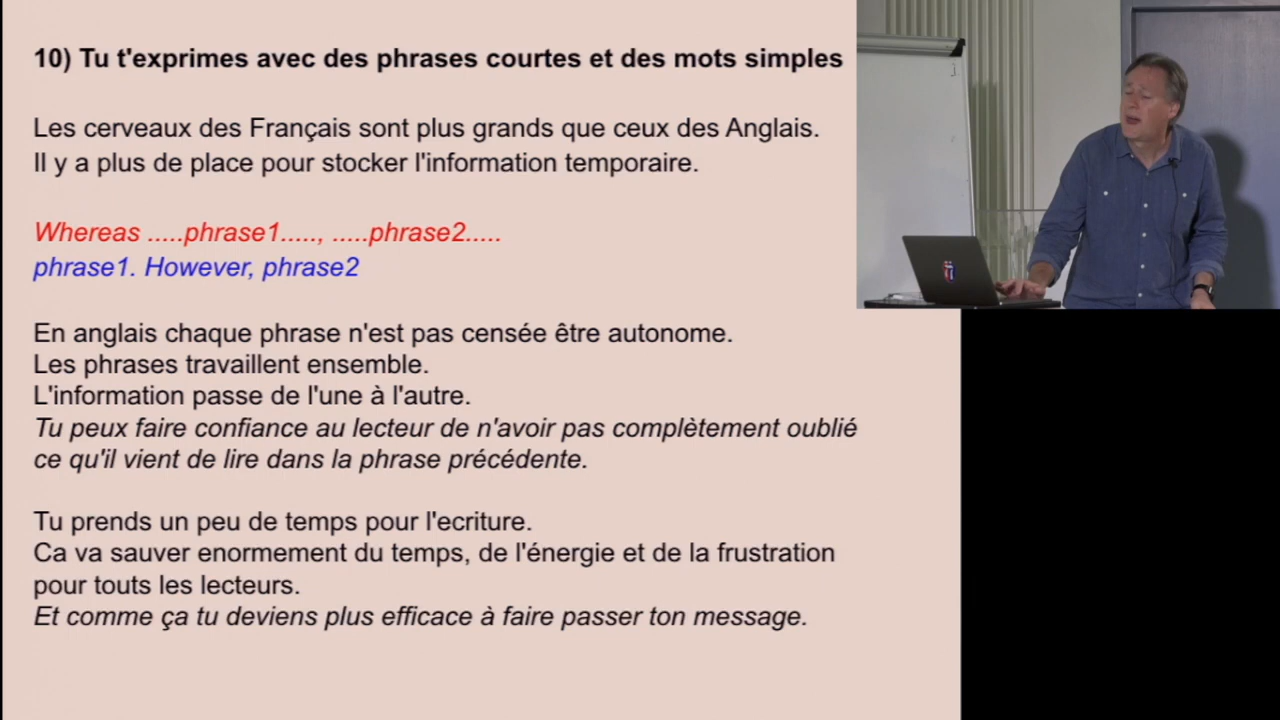 10) Tu t'exprimes avec des phrases courtes et des mots simples
Les cerveaux des Français sont plus grands que ceux des Anglais.
Il y a plus de place pour stocker l'information temporaire.
Whereas .....phrase1....., .....phrase2.....
phrase1. However, phrase2
En anglais chaque phrase n'est pas censée être autonome.
Les phrases travaillent ensemble.
L'information passe de l'une à l'autre.
Tu peux faire confiance au lecteur de n'avoir pas complètement oublié
ce qu'il vient de lire dans la phrase précédente.
Tu prends un peu de temps pour l'ecriture.
Ca va sauver enormement du temps, de l'énergie et de la frustration
pour touts les lecteurs.
Et comme ça tu deviens plus efficace à faire passer ton message.